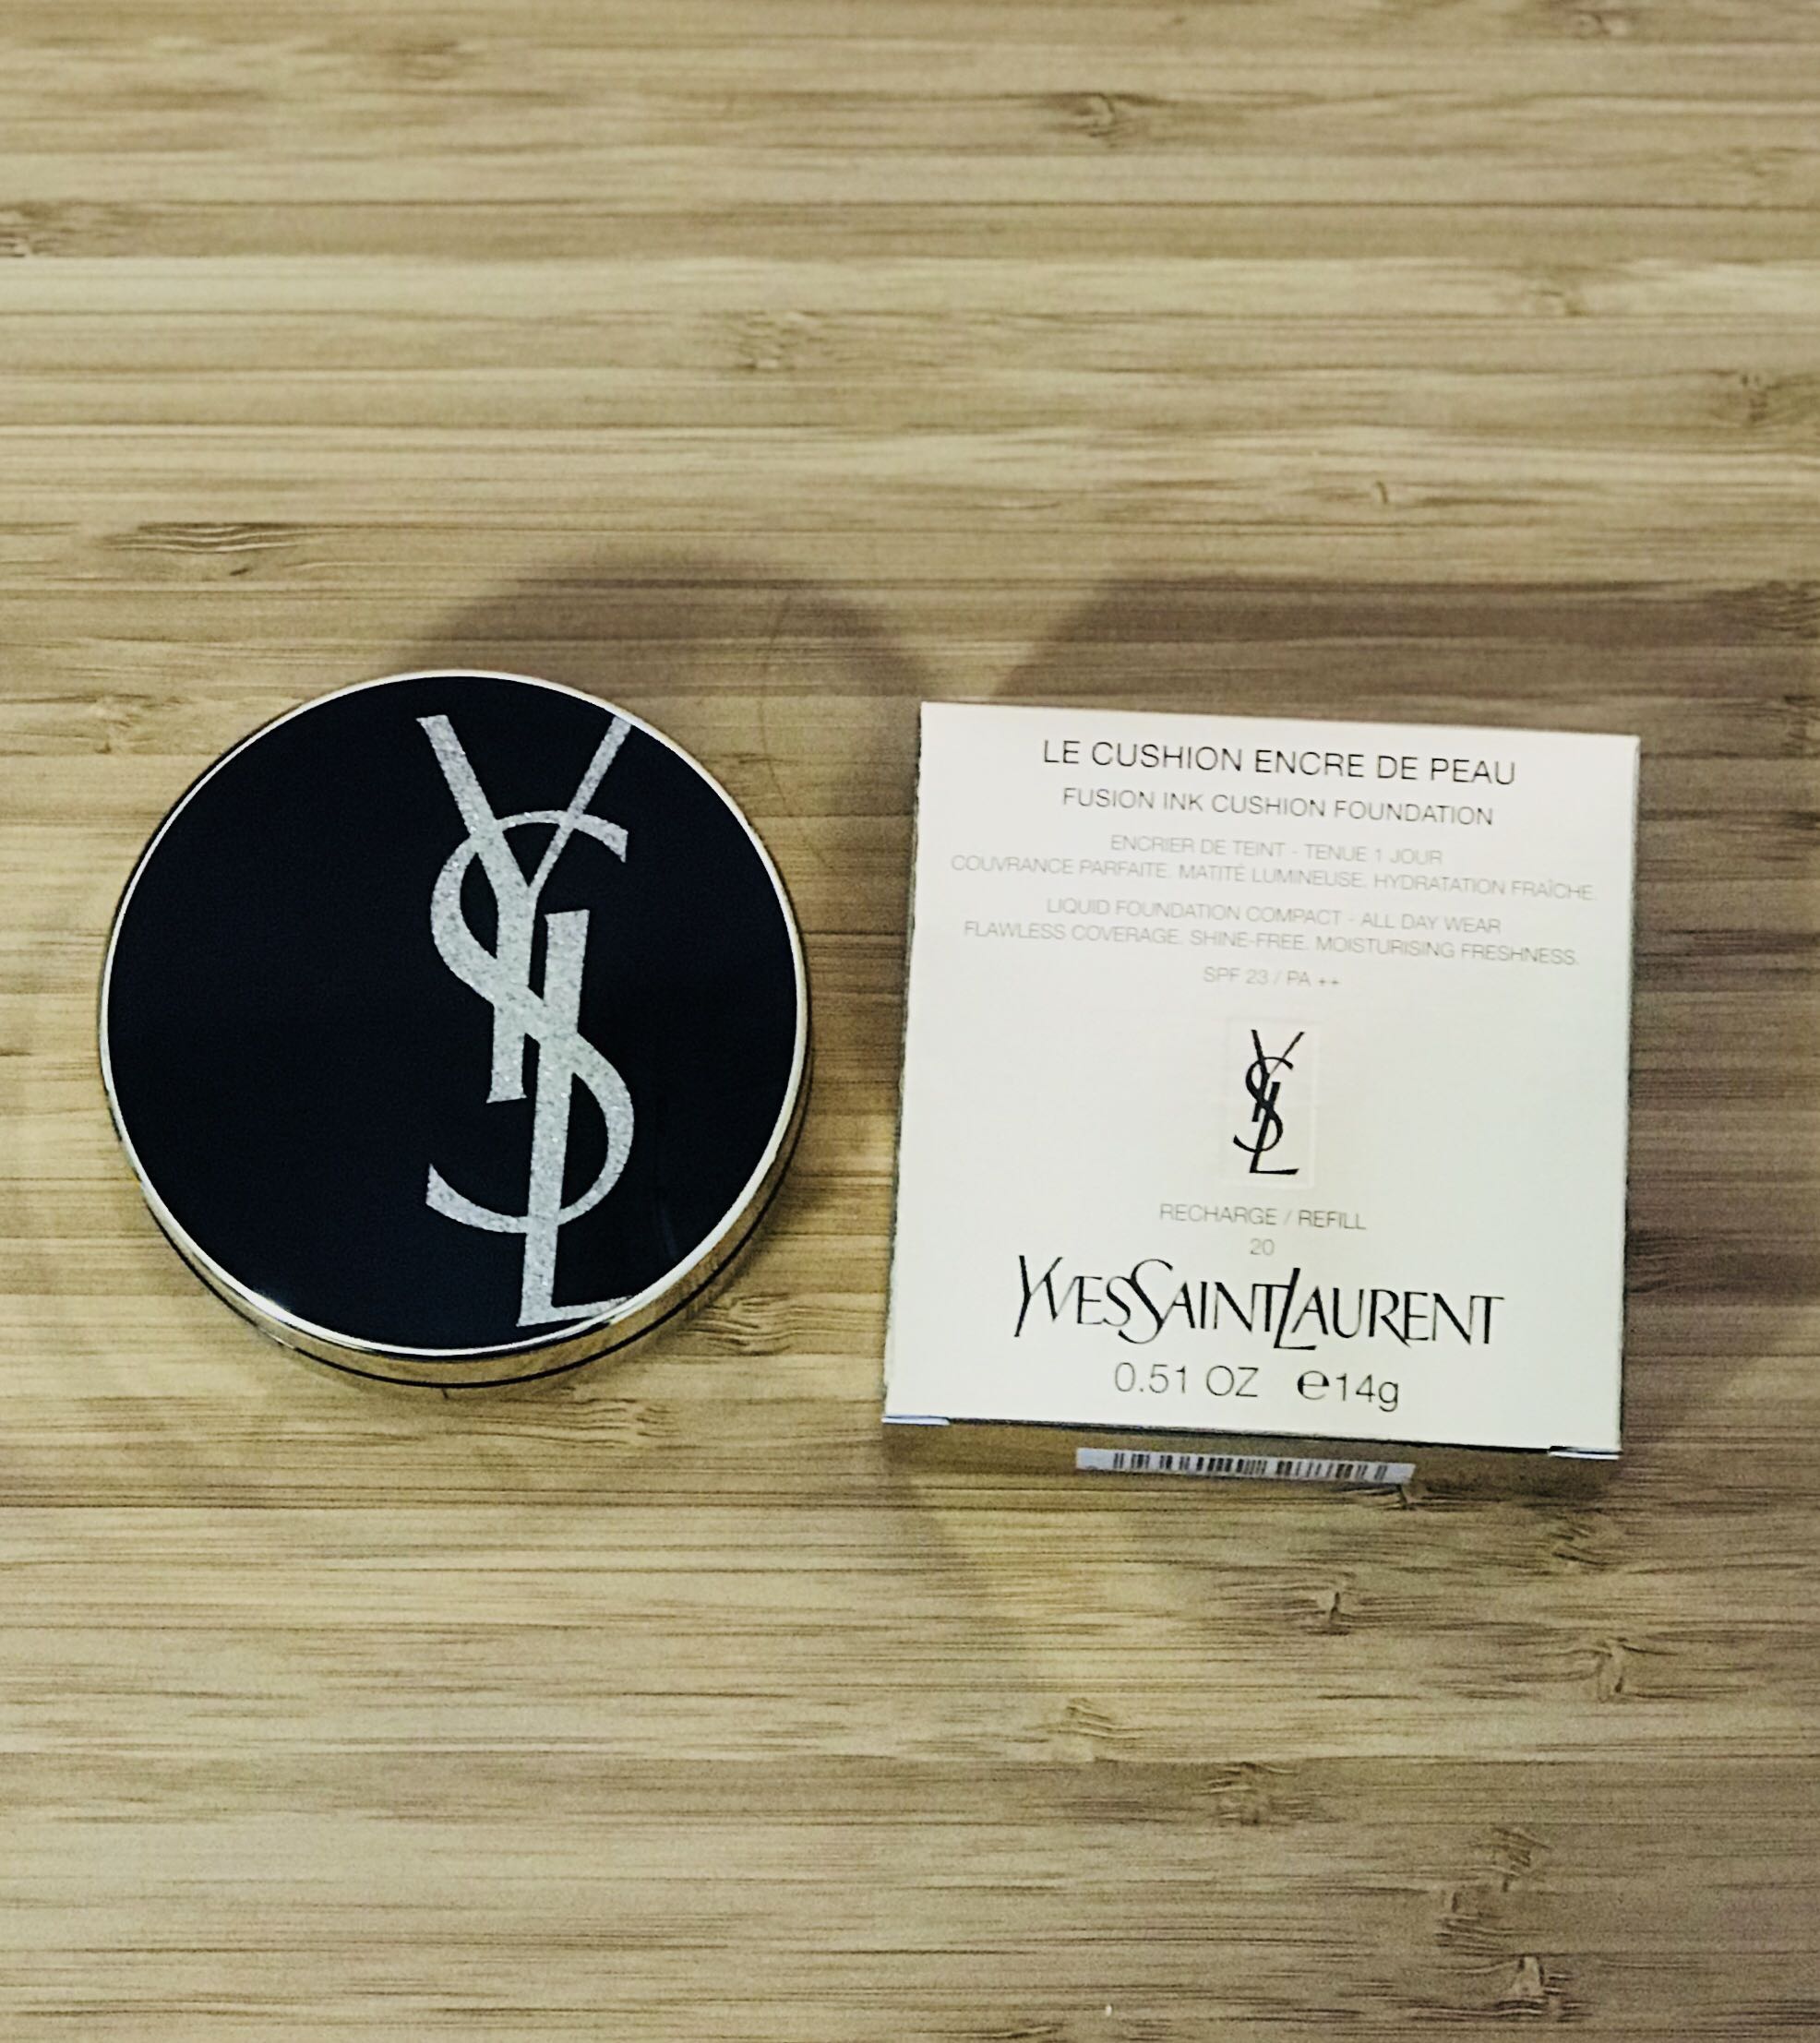 YSL
LE CUSHION ENCRE DE PEAU
FUSION INK CUSHION FOUNDATION
ENCRIER DE TEINT - TENUE 1 JOUR
COUVRANCE PARFAITE. MATITÉ LUMINEUSE. HYDRATATION FRAÎCHE.
LIQUID FOUNDATION COMPACT - ALL DAY WEAR
FLAWLESS COVERAGE. SHINE-FREE. MOISTURISING FRESHNESS.
SPF 23 / PA ++
YSL
RECHARGE / REFILL
20
YVESSAINTLAURENT
0.51 OZ ℮14g